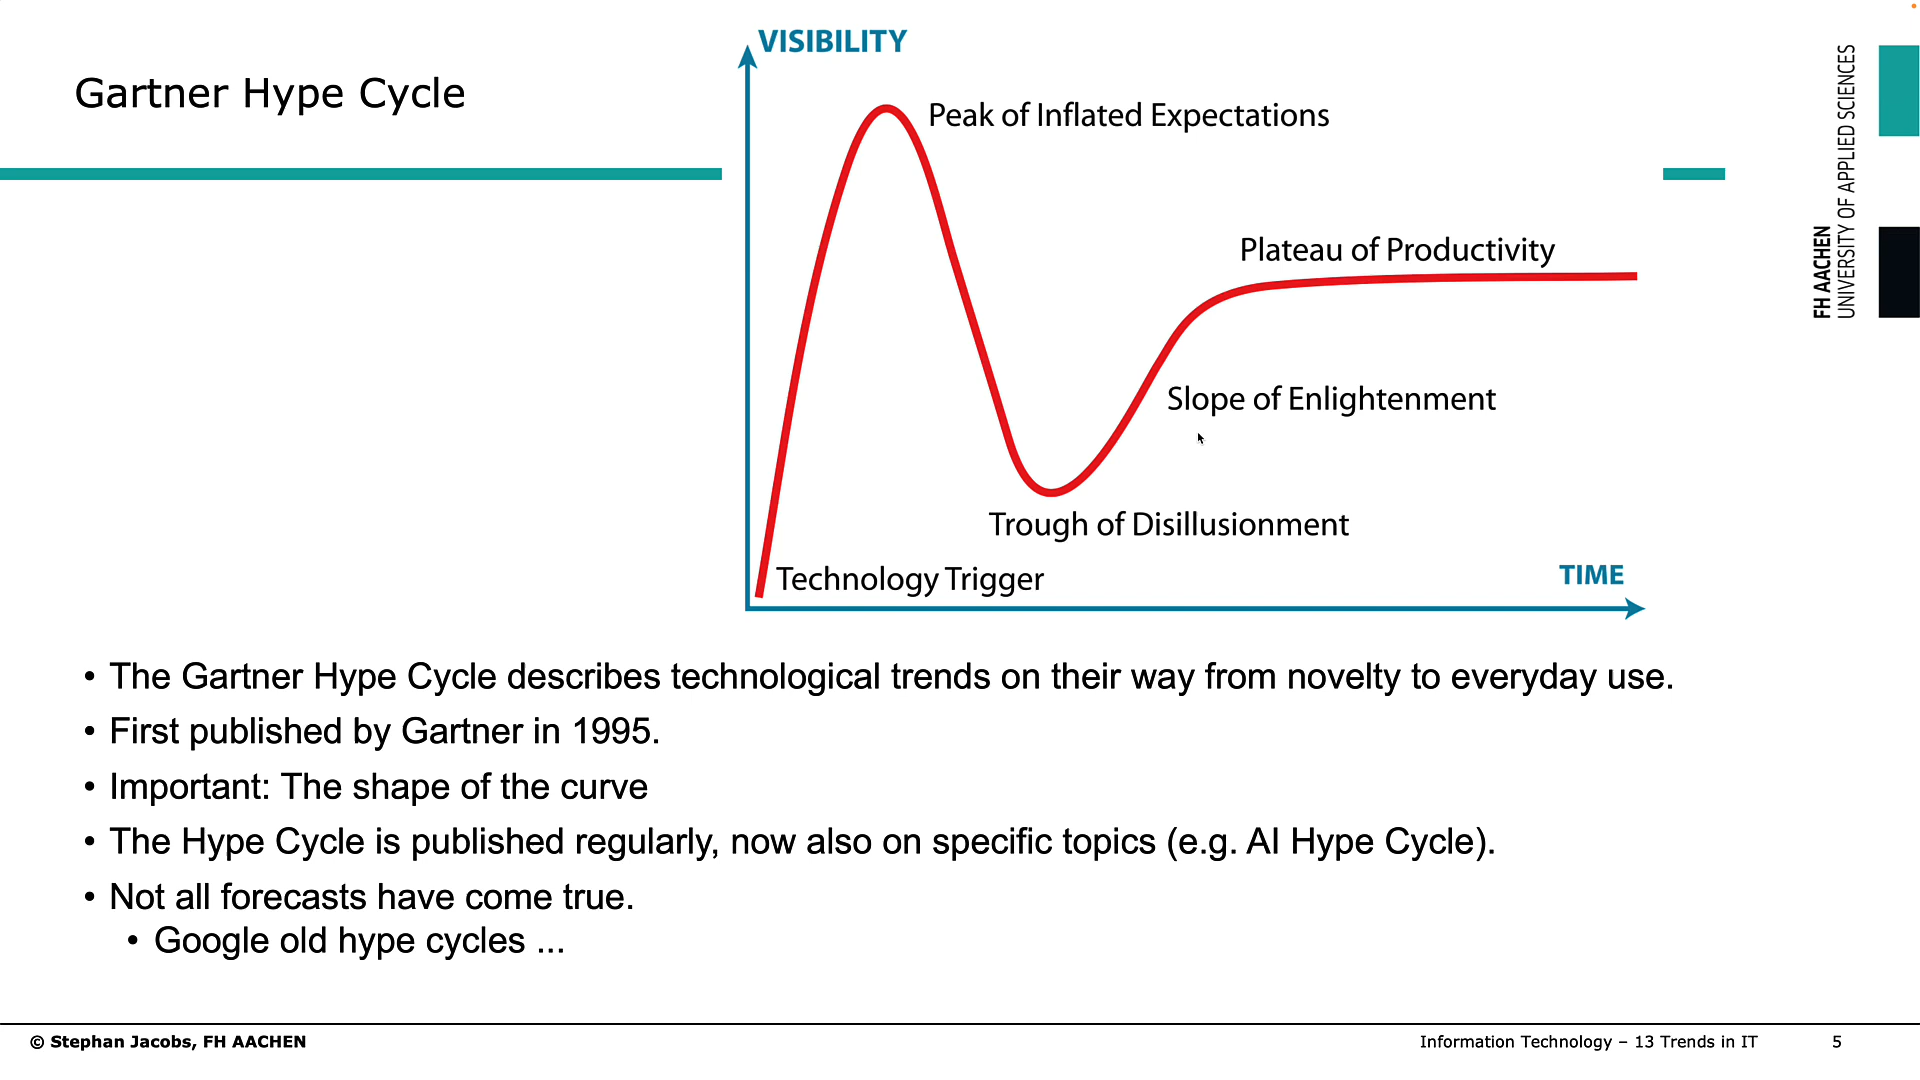 Gartner Hype Cycle
VISIBILITY
Peak of Inflated Expectations
Plateau of Productivity
Slope of Enlightenment
Trough of Disillusionment
Technology Trigger
TIME
FH AACHEN
UNIVERSITY OF APPLIED SCIENCES
• The Gartner Hype Cycle describes technological trends on their way from novelty to everyday use.
• First published by Gartner in 1995.
• Important: The shape of the curve
• The Hype Cycle is published regularly, now also on specific topics (e.g. AI Hype Cycle).
• Not all forecasts have come true.
• Google old hype cycles ...
© Stephan Jacobs, FH AACHEN
Information Technology – 13 Trends in IT
5